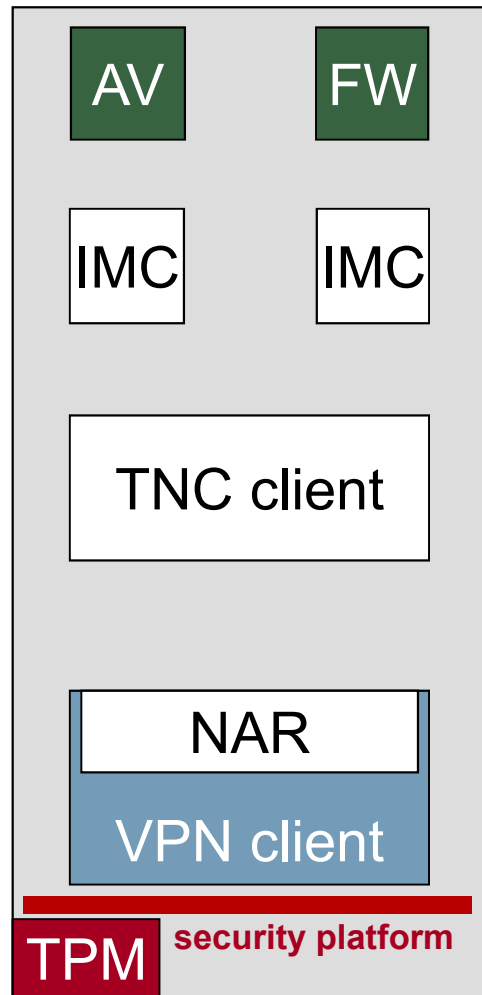 AV
FW
IMC
IMC
TNC client
NAR
VPN client
security platform
TPM